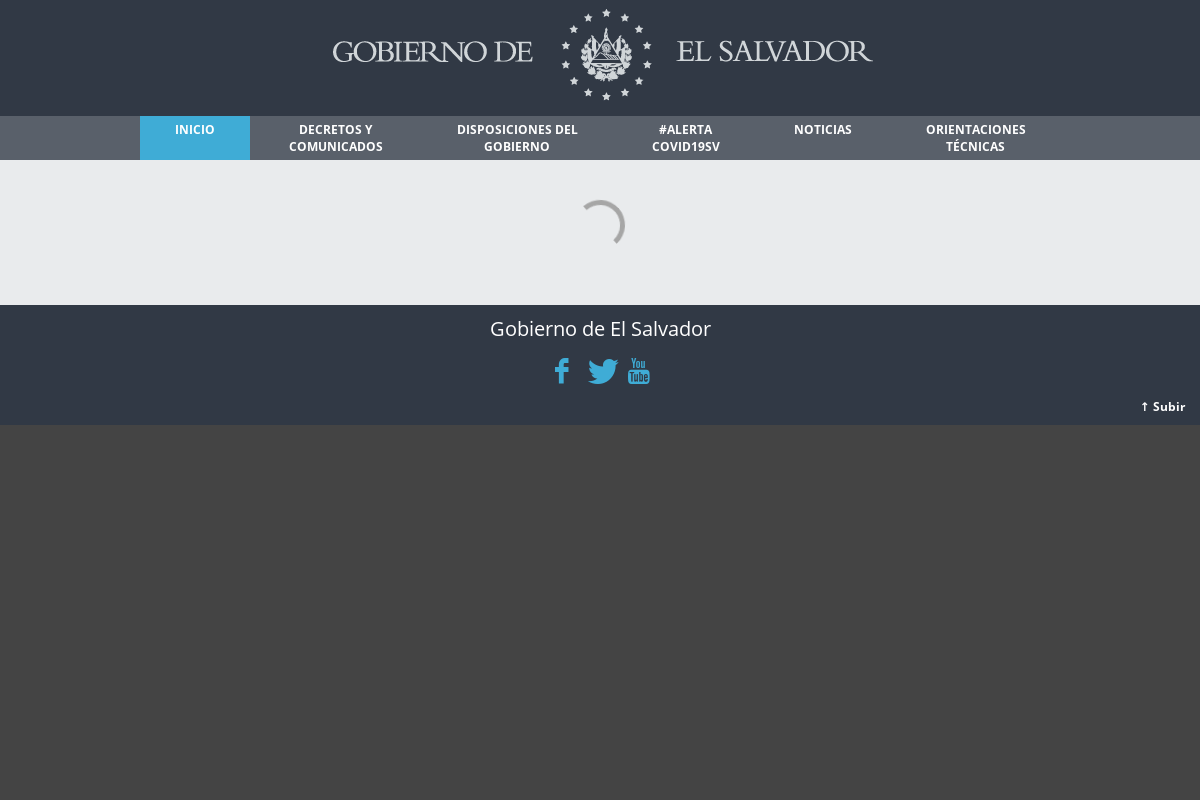 GOBIERNO DE EL SALVADOR
INICIO
DECRETOS Y
COMUNICADOS
DISPOSICIONES DEL
GOBIERNO
#ALERTA
COVID19SV
NOTICIAS
ORIENTACIONES
TÉCNICAS
Gobierno de El Salvador
You
Tube
↑ Subir